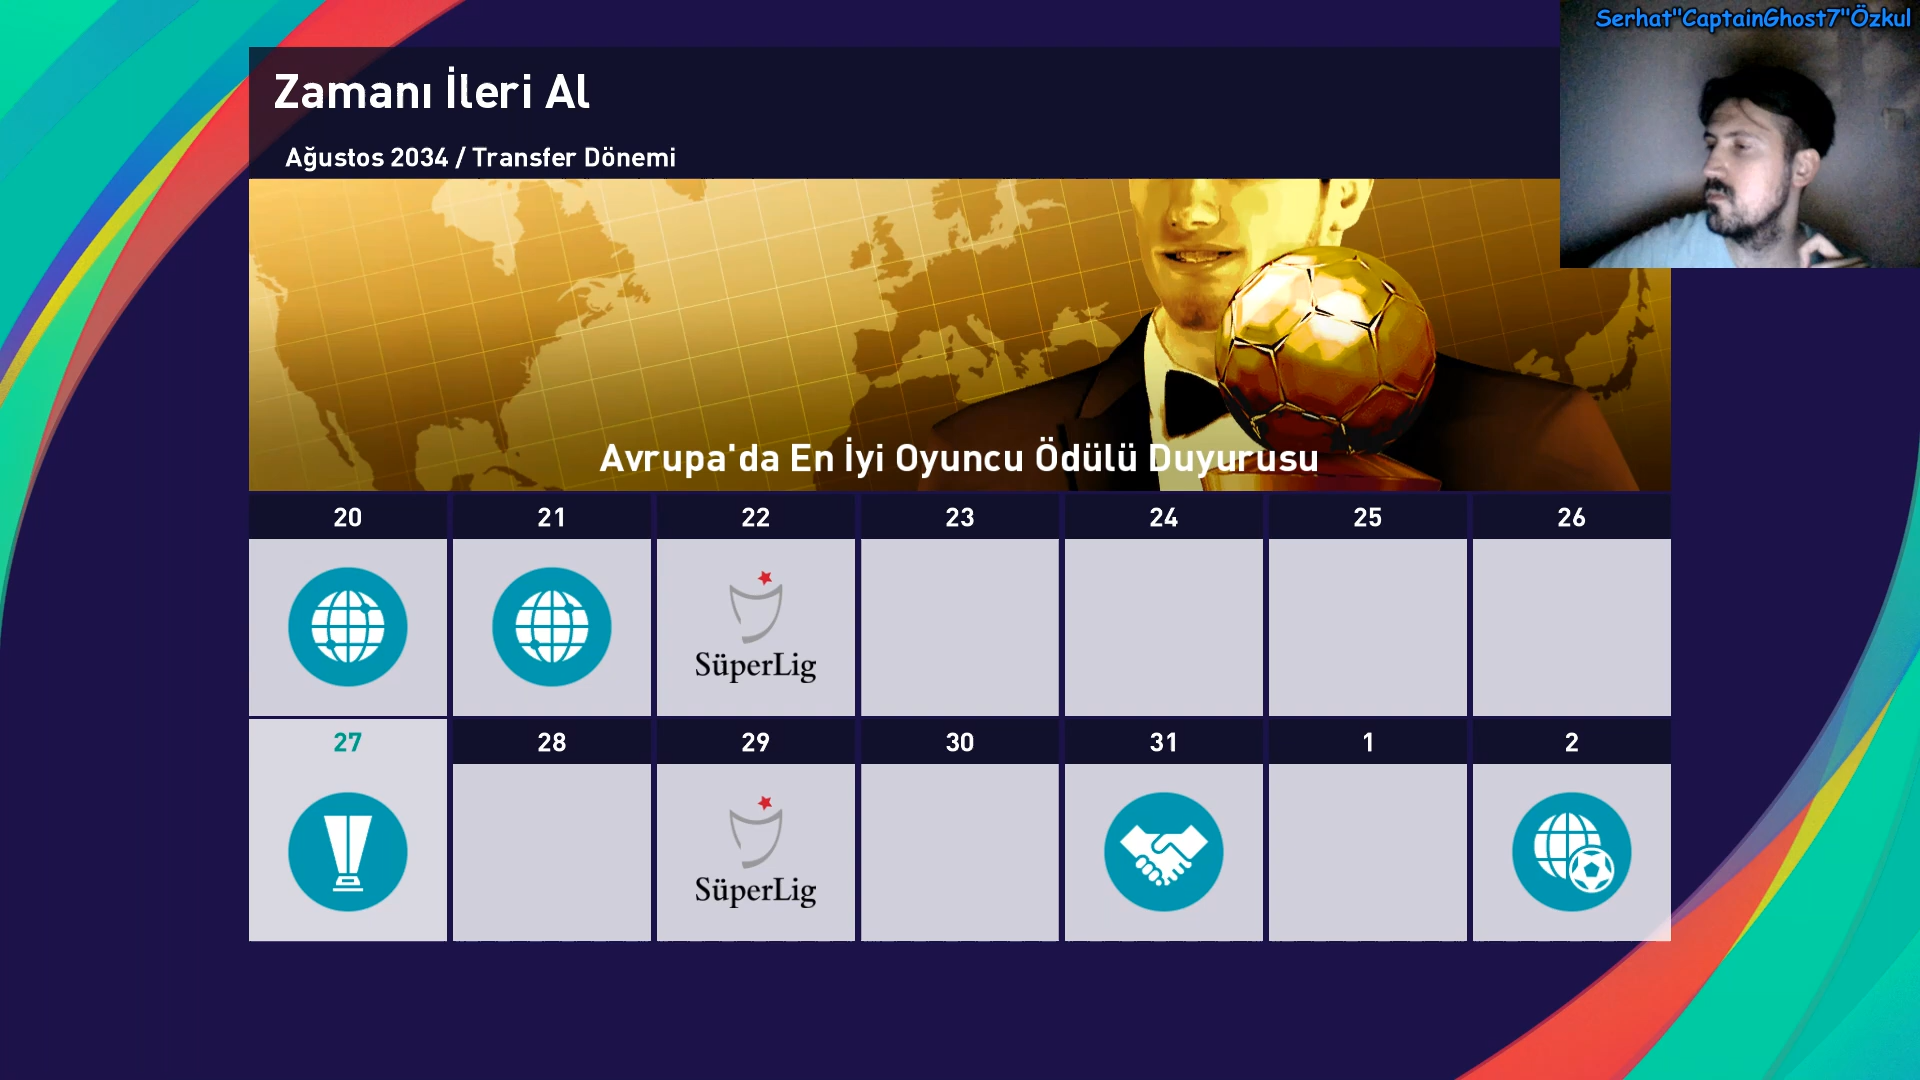 Serhat"CaptainGhost7"Özkul
Zamanı İleri Al
Ağustos 2034 / Transfer Dönemi
Avrupa'da En İyi Oyuncu Ödülü Duyurusu
20 21 22 23 24 25 26
SüperLig
27 28 29 30 31 1 2
SüperLig